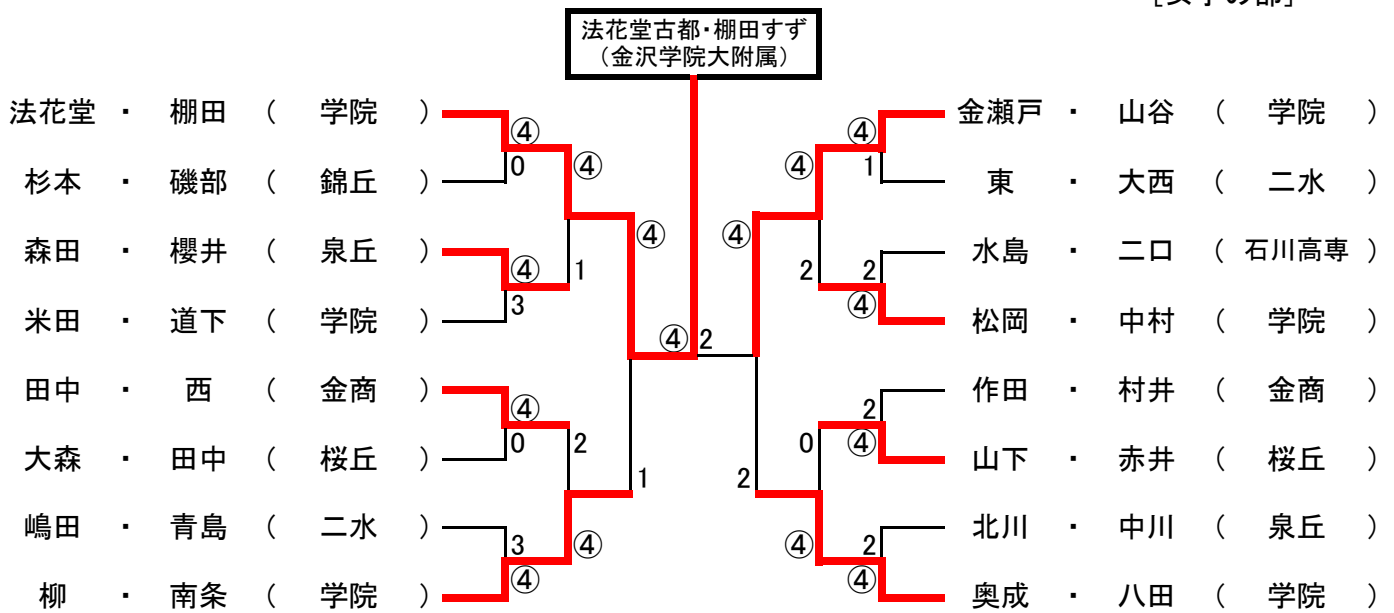 [女子の部]
法花堂古都・棚田すず
（金沢学院大附属）
法花堂 ・ 棚田 （ 学院 ）
杉本 ・ 磯部 （ 錦丘 ）
森田 ・ 櫻井 （ 泉丘 ）
米田 ・ 道下 （ 学院 ）
田中 ・ 西 （ 金商 ）
大森 ・ 田中 （ 桜丘 ）
嶋田 ・ 青島 （ 二水 ）
柳 ・ 南条 （ 学院 ）
④
0
④
④
3
1
④
④
0
2
3
④
④
1
④
2
④
④
④
1
2
2
④
2
④
0
2
④
2
④
金瀬戸 ・ 山谷 （ 学院 ）
東 ・ 大西 （ 二水 ）
水島 ・ 二口 （ 石川高専 ）
松岡 ・ 中村 （ 学院 ）
作田 ・ 村井 （ 金商 ）
山下 ・ 赤井 （ 桜丘 ）
北川 ・ 中川 （ 泉丘 ）
奥成 ・ 八田 （ 学院 ）